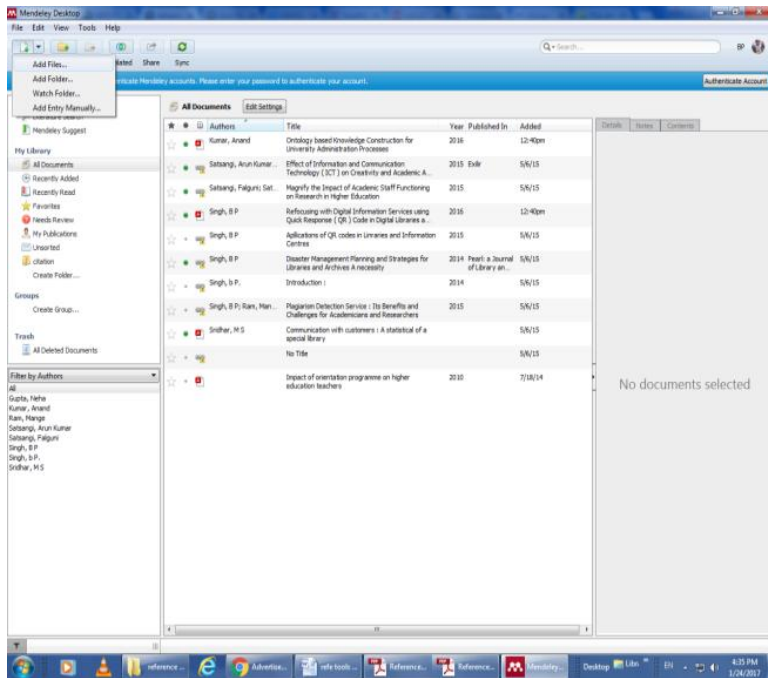 Mendeley Desktop
File Edit View Tools Help
Add Files...
Add Folder...
Watch Folder...
Add Entry Manually...
Share Sync
Search...
BP
Mendeley accounts. Please enter your password to authenticate your account.
Authenticate Account
Mendeley Suggest
My Library
All Documents
Recently Added
Recently Read
Favorites
Needs Review
My Publications
Unsorted
citation
Create Folder...
Groups
Create Group...
Trash
All Deleted Documents
Filter by Authors
All
Gupta, Neha
Kumar, Anand
Ram, Mange
Satsangi, Arun Kumar
Satsangi, Falguni
Singh, B P
Singh, b P.
Sridhar, M S
All Documents Edit Settings
Authors Title Year Published In Added
Kumar, Anand Ontology based Knowledge Construction for 2016 12:40pm
University Administration Processes
Satsangi, Arun Kumar... Effect of Information and Communication 2015 5/6/15
Technology ( ICT ) on Creativity and Academic A...
Satsangi, Falguni; Sat... Magnify the Impact of Academic Staff Functioning 2015 5/6/15
on Research in Higher Education
Singh, B P Refocusing with Digital Information Services using 2016 12:40pm
Quick Response ( QR ) Code in Digital Libraries a...
Singh, B P of QR codes in and Information 2015 5/6/15
Centres
Singh, B P Disaster Management Planning and Strategies for 2014 Pearl: a Journal 5/6/15
Libraries and Archives A necessity of Library an...
Singh, b P. Introduction : 2014 5/6/15
Singh, B P; Ram, Man... Plagiarism Detection Service : Its Benefits and 2015 5/6/15
Challenges for Academicians and Researchers
Sridhar, M S Communication with customers : A statistical of a 5/6/15
special library
No Title 5/6/15
Impact of orientation programme on higher 2010 7/18/14
education teachers
Details Notes Contents
No documents selected
reference ... Advertise... refe tools ... Reference... Reference... Mendeley... Desktop Libs EN 4:35 PM
1/24/2017